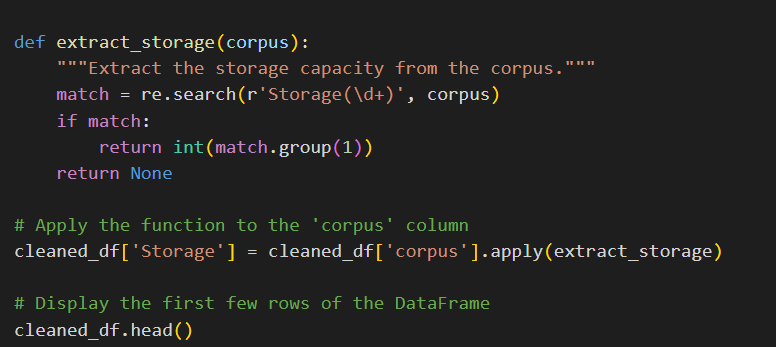 def extract_storage(corpus):
    """Extract the storage capacity from the corpus."""
    match = re.search(r'Storage(\d+)', corpus)
    if match:
        return int(match.group(1))
    return None

# Apply the function to the 'corpus' column
cleaned_df['Storage'] = cleaned_df['corpus'].apply(extract_storage)

# Display the first few rows of the DataFrame
cleaned_df.head()